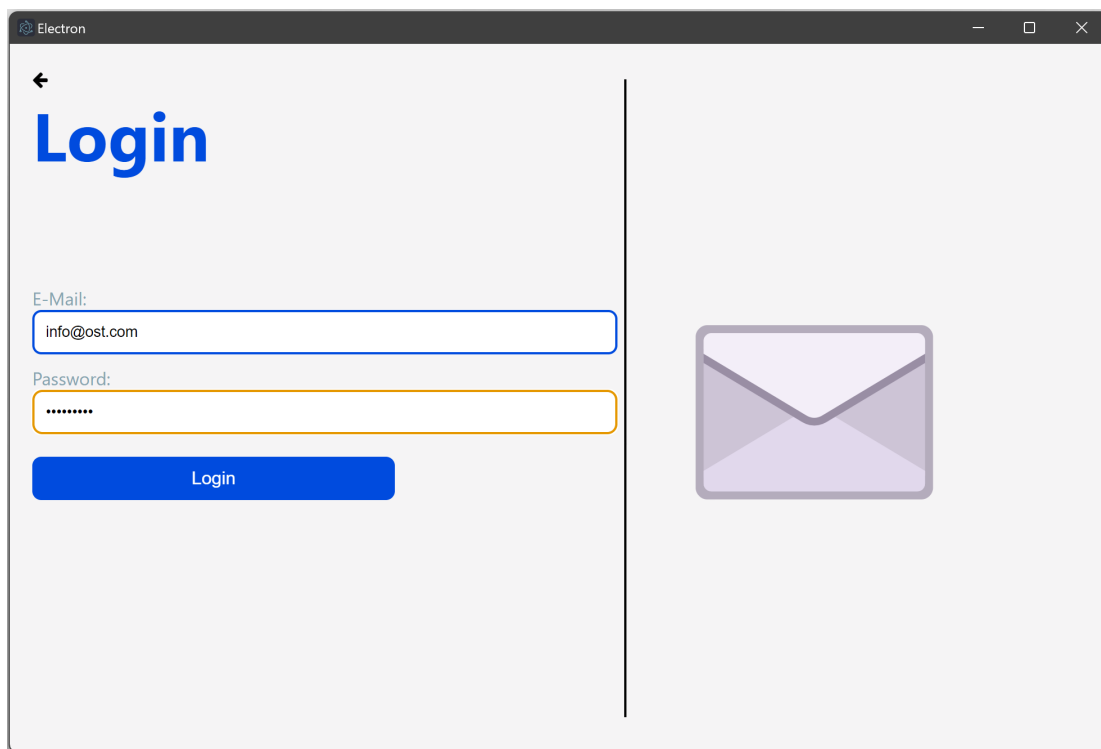 Electron
Login
E-Mail:
info@ost.com
Password:
•••••••••
Login